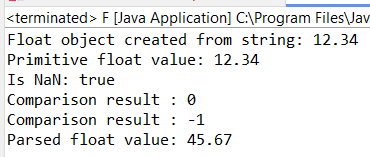 <terminated> F [Java Application] C:\Program Files\Jav
Float object created from string: 12.34
Primitive float value: 12.34
Is NaN: true
Comparison result : 0
Comparison result : -1
Parsed float value: 45.67